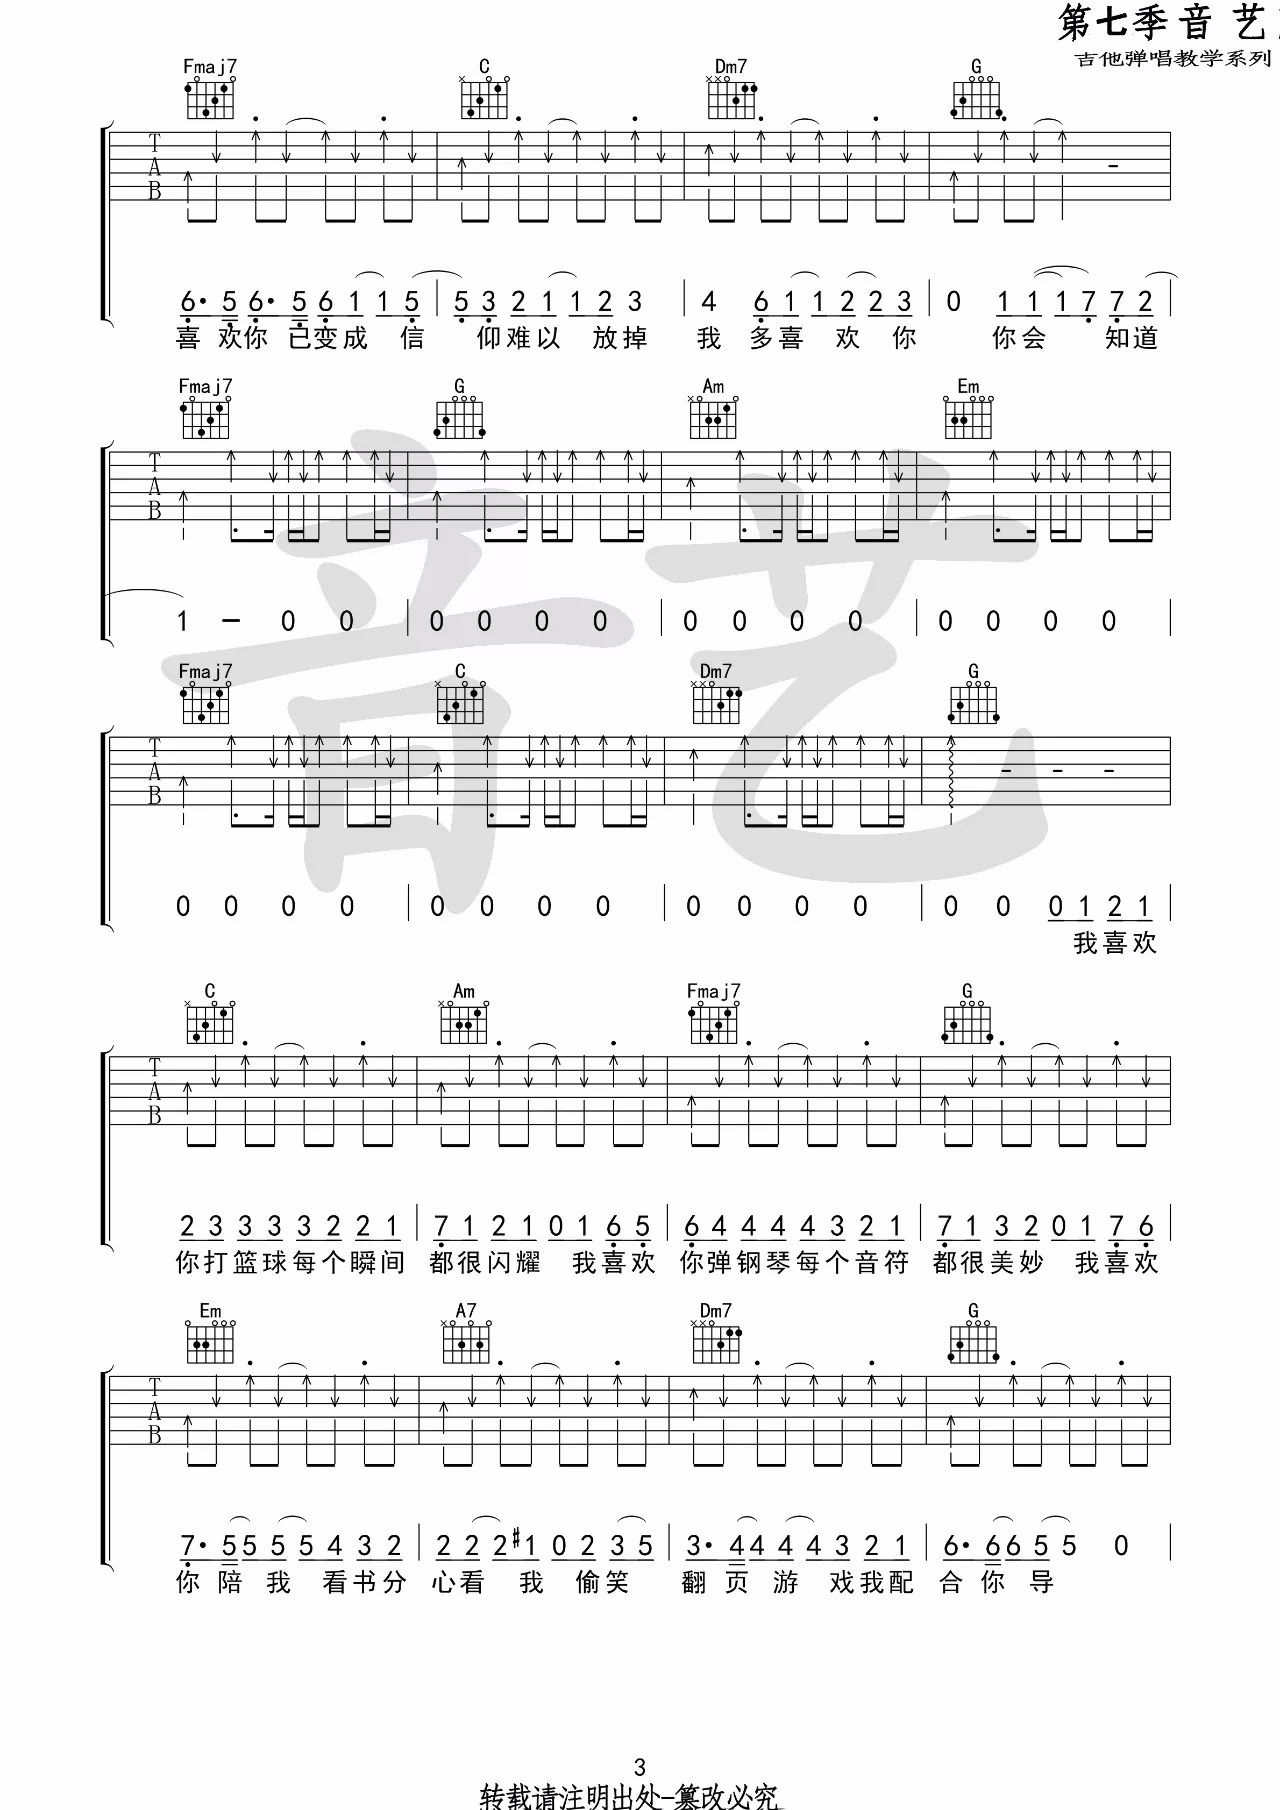 第七季音 艺
吉他弹唱教学系列
Fmaj7 C Dm7 G
T A B
6· 5 6· 5 6 1 1 5 | 5 3 2 1 1 2 3 | 4 6 1 1 2 2 3 | 0 1 1 1 7 7 2
喜 欢你 已变成 信 仰难以 放掉 我 多喜 欢 你 你会 知道
Fmaj7 G Am Em
T A B
1 — 0 0 | 0 0 0 0 | 0 0 0 0 | 0 0 0 0 |
音艺
Fmaj7 C Dm7 G
T A B
0 0 0 0 | 0 0 0 0 | 0 0 0 0 | 0 0 0 1 2 1 |
我喜欢
C Am Fmaj7 G
T A B
2 3 3 3 3 2 2 1 | 7 1 2 1 0 1 6 5 | 6 4 4 4 4 3 2 1 | 7 1 3 2 0 1 7 6 |
你打篮球每个瞬间 都很闪耀 我喜欢 你弹钢琴每个音符 都很美妙 我喜欢
Em A7 Dm7 G
T A B
7· 5 5 5 5 4 3 2 | 2 2 2 #1 0 2 3 5 | 3· 4 4 4 4 3 2 1 | 6· 6 6 5 5 0 |
你 陪 我 看书分 心看 我 偷笑 翻 页 游 戏我配 合 你 导
3
转载请注明出处-篡改必究